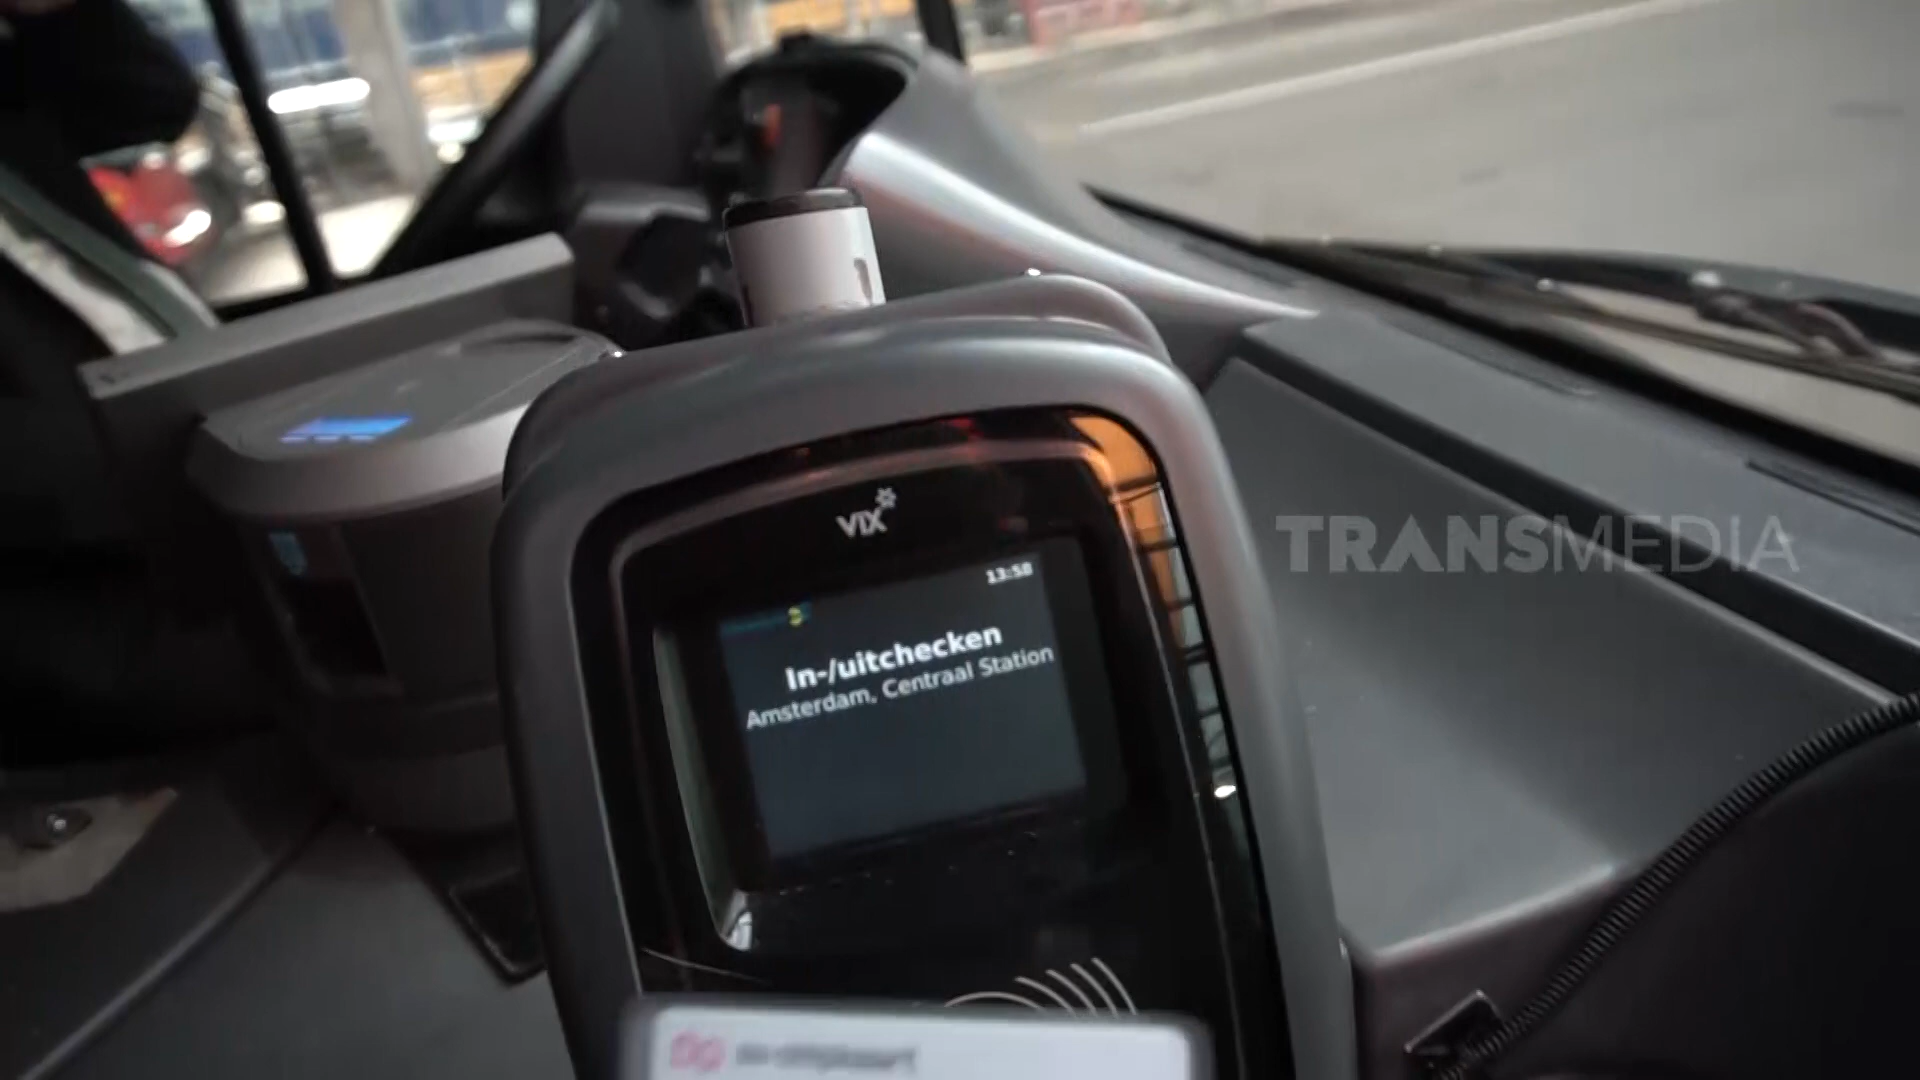 VIX
13:58
In-/uitchecken
Amsterdam, Centraal Station
TRANSMEDIA